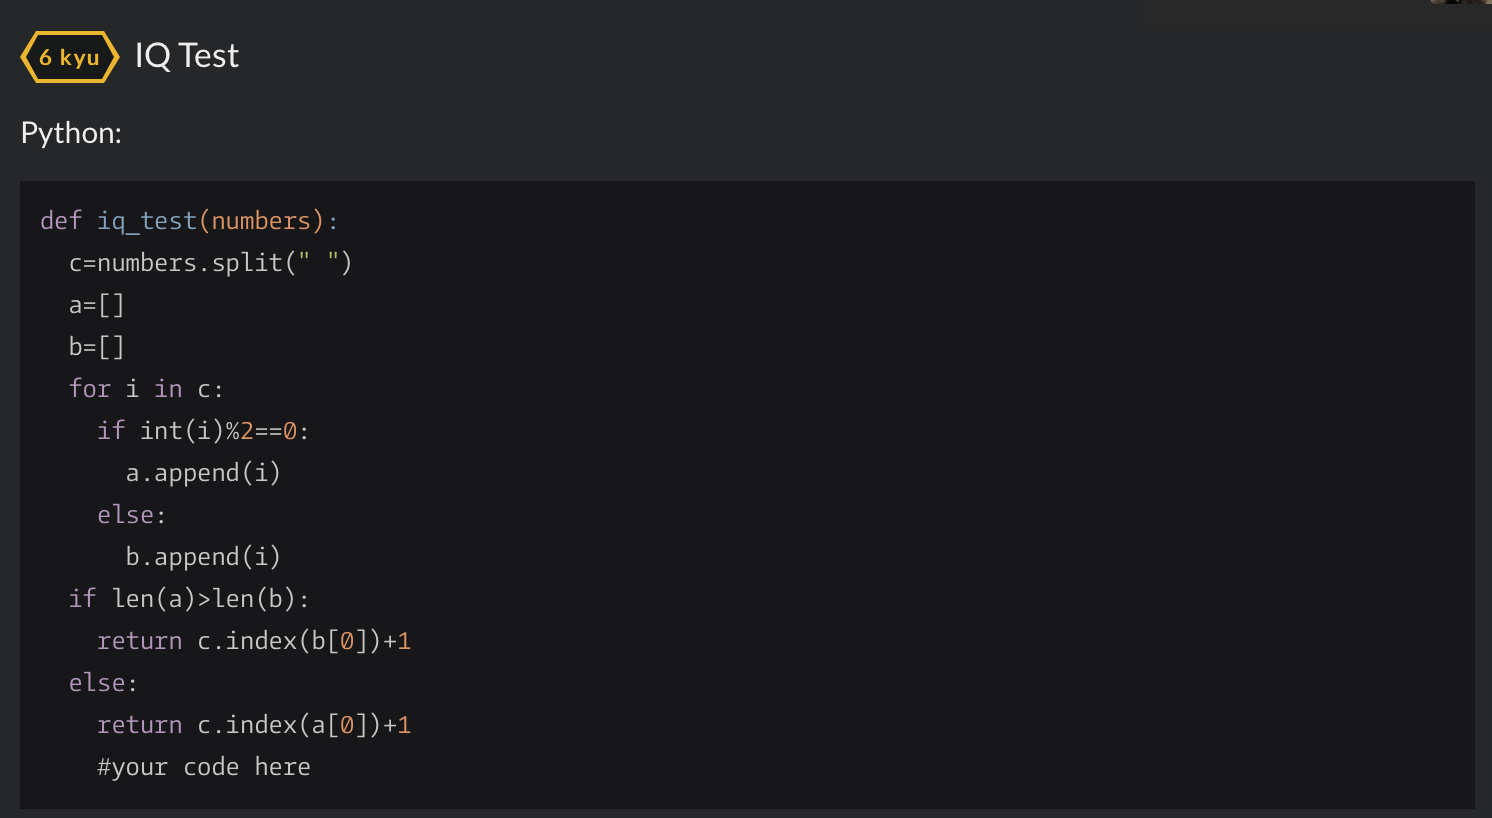 6 kyu IQ Test
Python:
def iq_test(numbers):
  c=numbers.split(" ")
  a=[]
  b=[]
  for i in c:
    if int(i)%2==0:
      a.append(i)
    else:
      b.append(i)
  if len(a)>len(b):
    return c.index(b[0])+1
  else:
    return c.index(a[0])+1
    #your code here